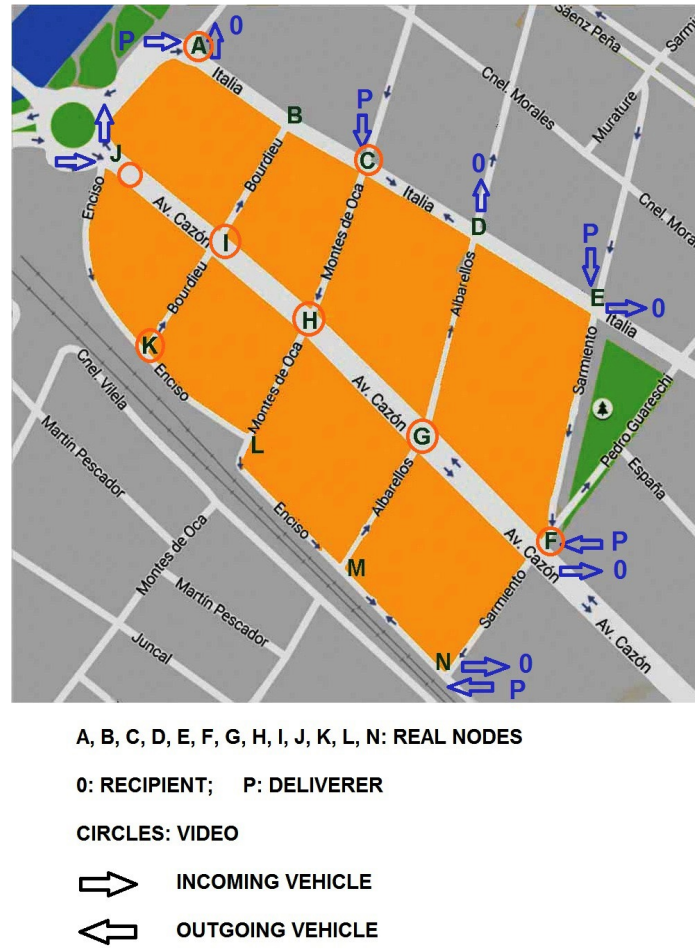 Sáenz Peña
Sarmi
P
0
A
Italia
Cnel. Morales
Murature
B
P
J
Bourdieu
C
0
Cnel. Mor
Enciso
Av. Cazón
Montes de Oca
Italia
D
P
I
Albarellos
Bourdieu
E
0
Italia
H
K
Enciso
Sarmiento
Cnel. Vilela
Montes de Oca
Av. Cazón
Pedro Guareschi
Martín Pescador
L
G
España
Albarellos
Enciso
Av. Cazón
F
P
Montes de Oca
M
0
Martín Pescador
Sarmiento
Av. Cazón
Juncal
N
0
P
A, B, C, D, E, F, G, H, I, J, K, L, N: REAL NODES
0: RECIPIENT; P: DELIVERER
CIRCLES: VIDEO
INCOMING VEHICLE
OUTGOING VEHICLE